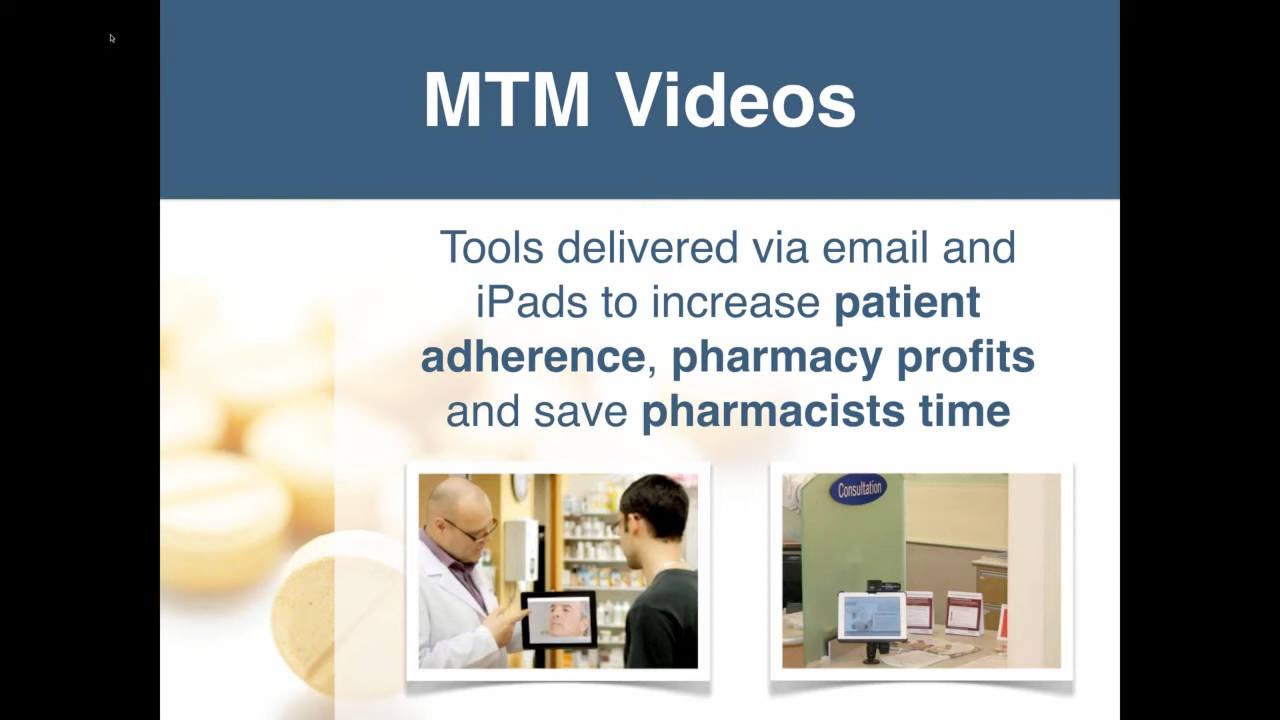 MTM Videos
Tools delivered via email and
iPads to increase patient
adherence, pharmacy profits
and save pharmacists time
Consultation